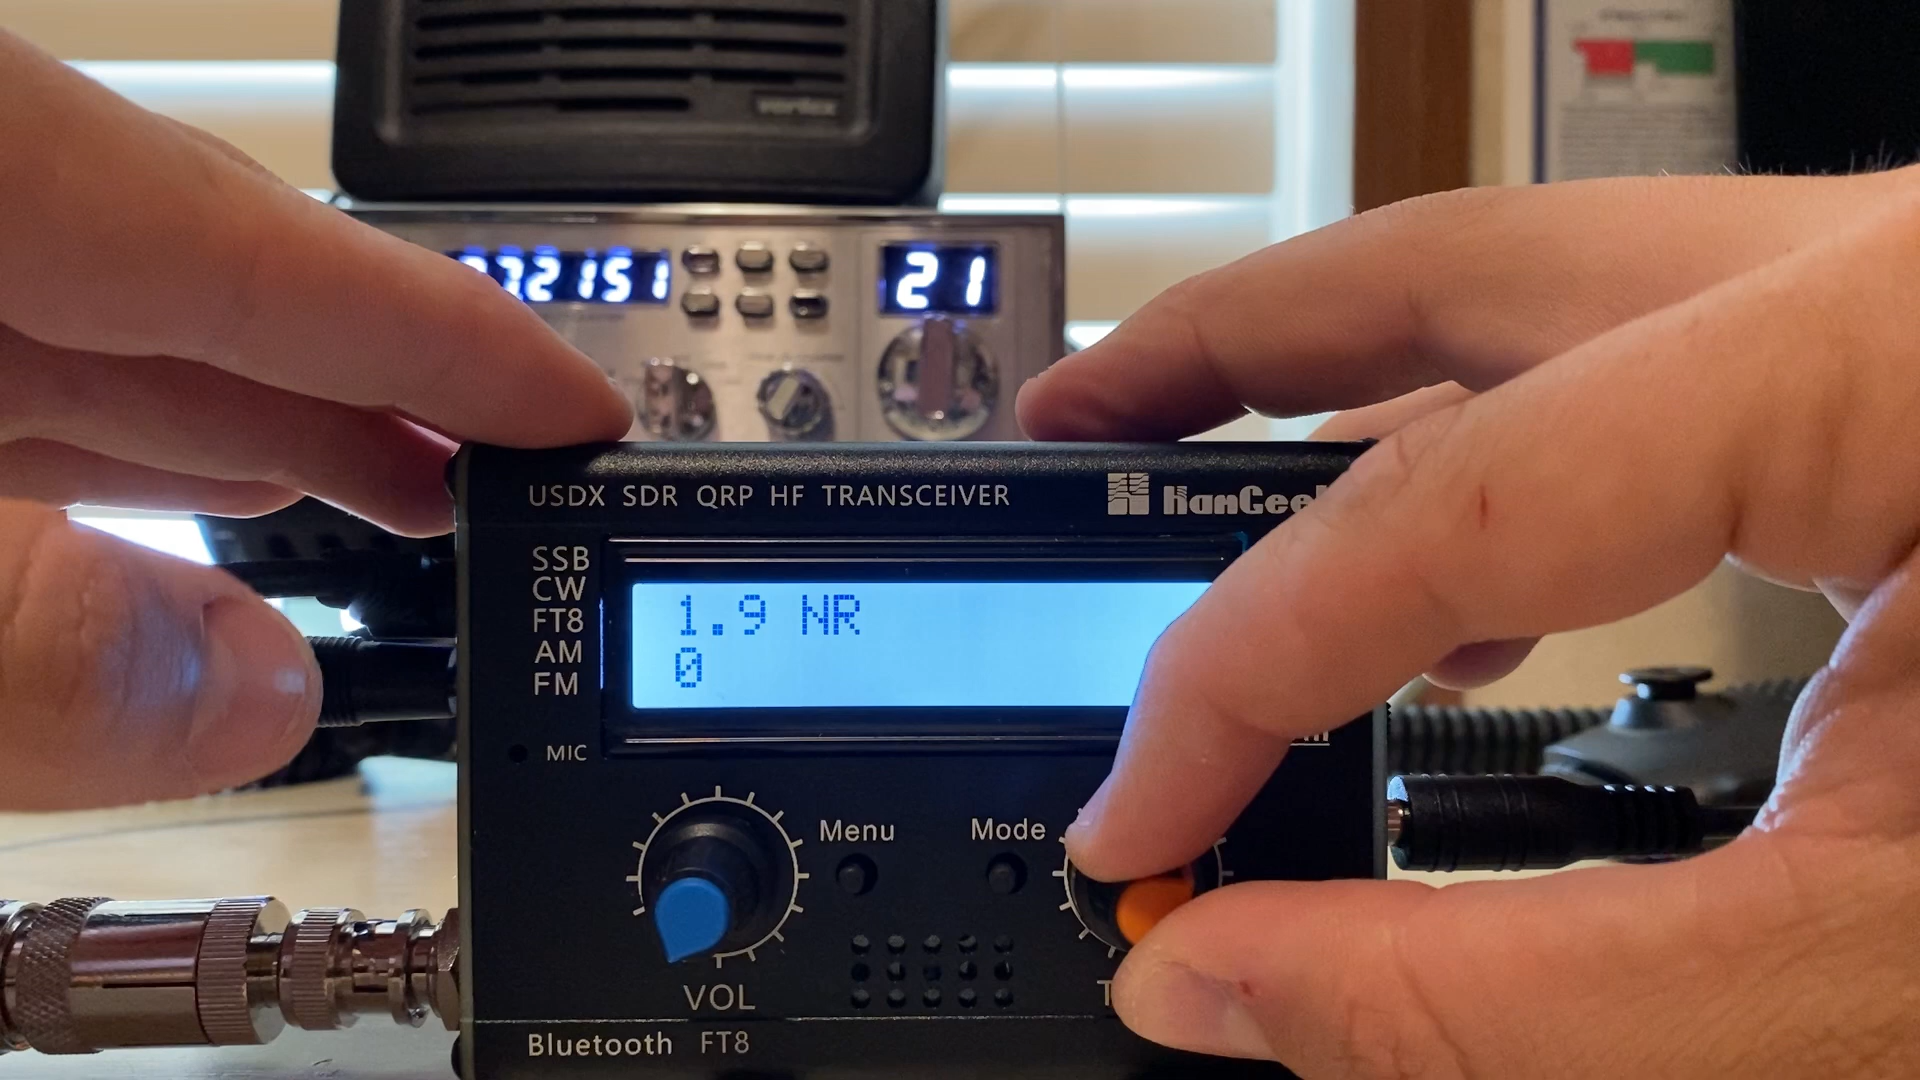 vertex
21
USDX SDR QRP HF TRANSCEIVER
SSB
CW
FT8
AM
FM
1.9 NR
0
MIC
Menu
Mode
VOL
Bluetooth FT8